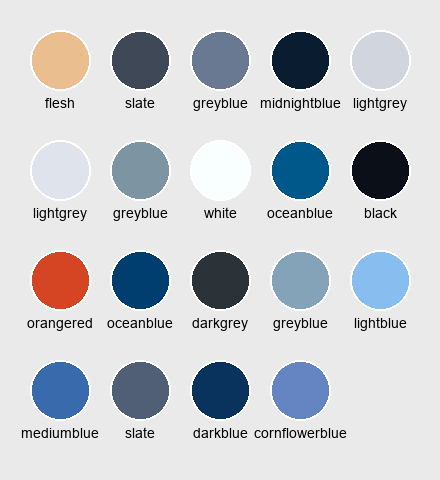 flesh slate greyblue midnightblue lightgrey
lightgrey greyblue white oceanblue black
orangered oceanblue darkgrey greyblue lightblue
mediumblue slate darkblue cornflowerblue